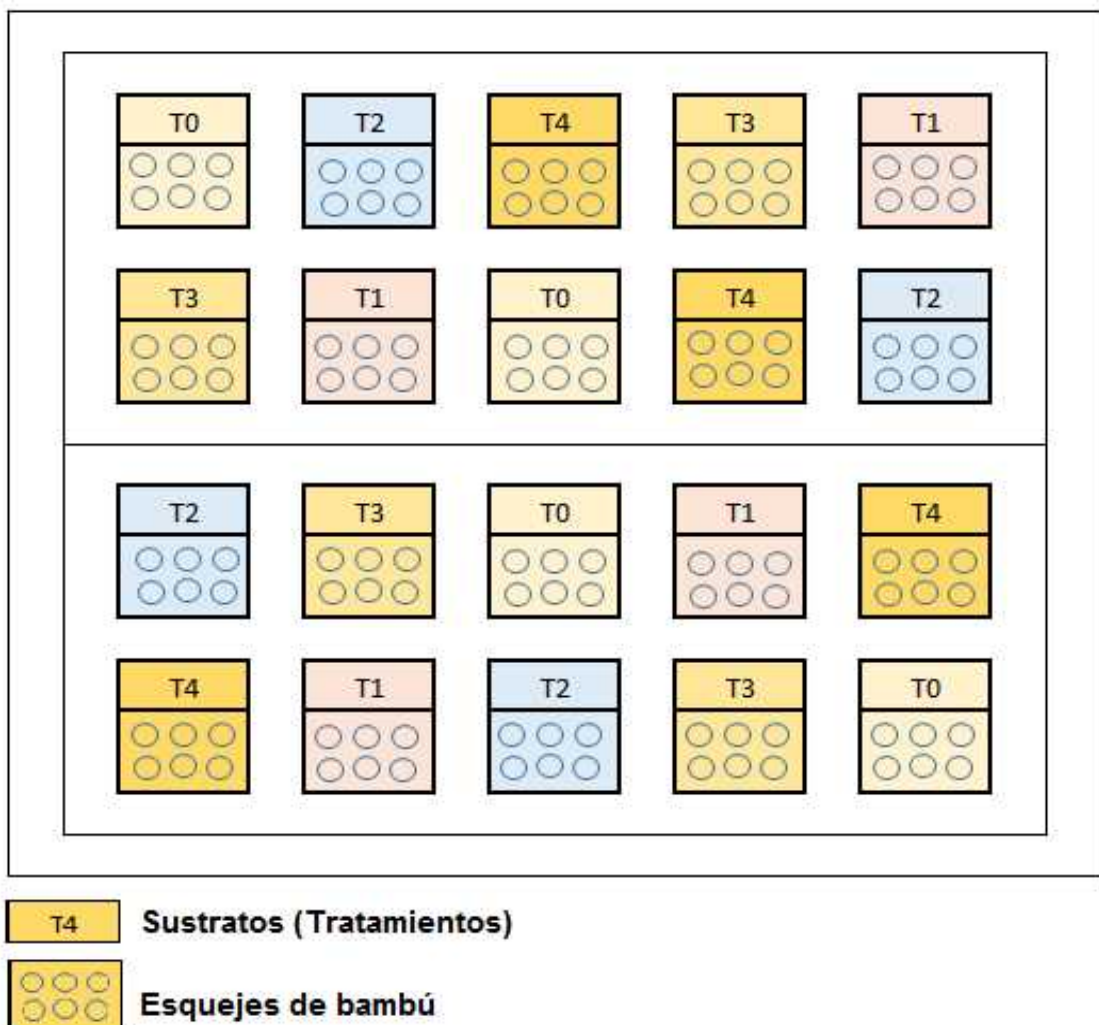 T0 T2 T4 T3 T1
T3 T1 T0 T4 T2
T2 T3 T0 T1 T4
T4 T1 T2 T3 T0
T4 Sustratos (Tratamientos)
Esquejes de bambú